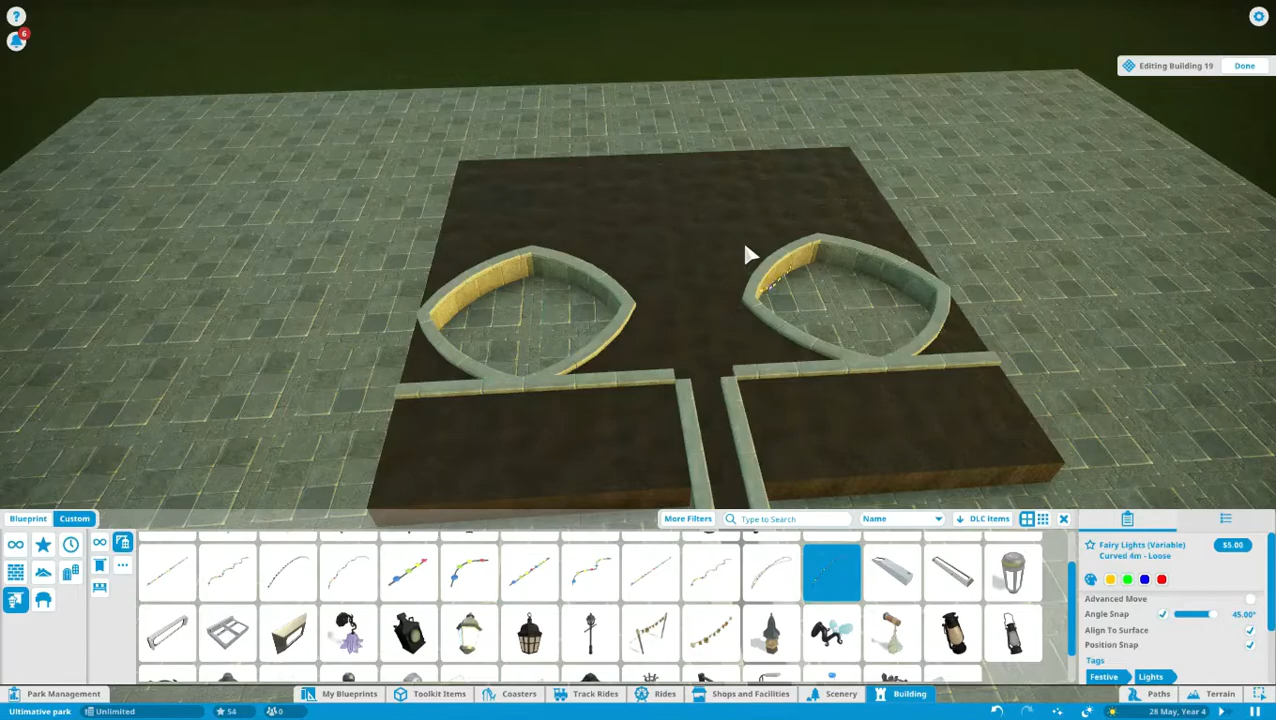 ?
6
Editing Building 19 Done
Blueprint Custom
More Filters Type to Search Name DLC Items
Fairy Lights (Variable) $5.00
Curved 4m - Loose
Advanced Move
Angle Snap 45.00°
Align To Surface
Position Snap
Tags
Festive Lights
Park Management My Blueprints Toolkit Items Coasters Track Rides Rides Shops and Facilities Scenery Building Paths Terrain
Ultimative park Unlimited 54 0 28 May, Year 4